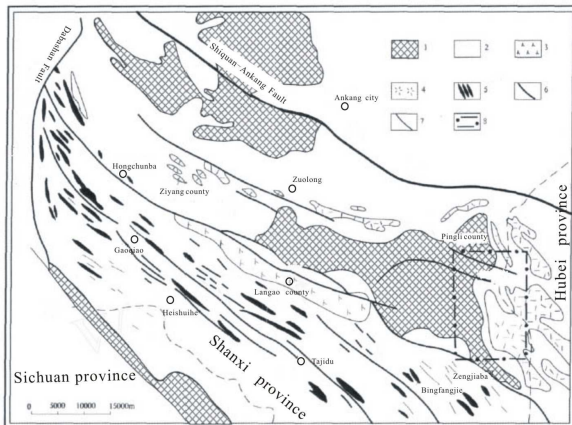 Dabashan Fault
Shiquan-Ankang Fault
Ankang city
1
2
3
4
5
6
7
8
Hongchunba
Ziyang county
Zuolong
Pingli county
Hubei province
Gaoqiao
Langao county
Heishuihe
Shanxi province
Tajidu
Zengjiaba
Bingfangjie
Sichuan province
0 5000 10000 15000m